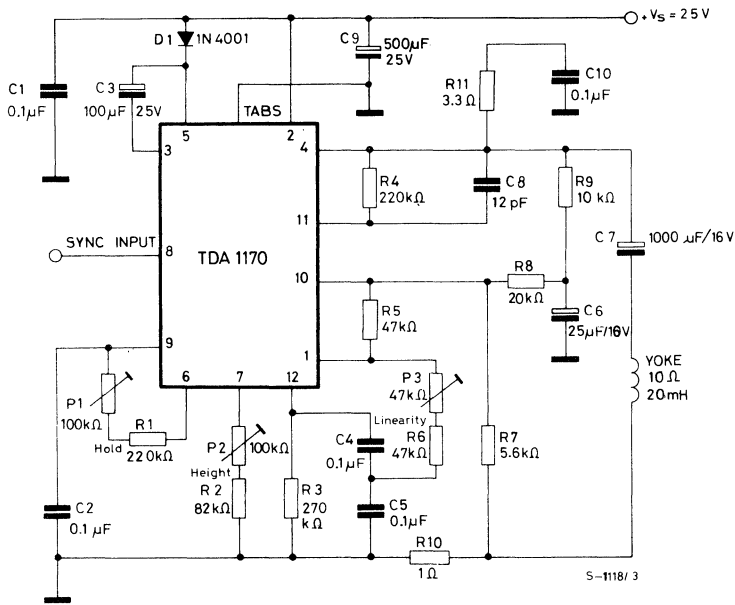 +Vs = 25V
D1
1N4001
C9
500µF
25V
C1
0.1µF
C3
100µF 25V
R11
3.3Ω
C10
0.1µF
TABS
5
2
3
4
R4
220kΩ
C8
12pF
R9
10 kΩ
C7
1000 µF/16V
11
SYNC INPUT
8
TDA 1170
10
R8
20kΩ
R5
47kΩ
C6
25µF/16V
9
1
YOKE
10Ω
20mH
6
7
12
P1
100kΩ
Hold
R1
220kΩ
P2
100kΩ
Height
R2
82kΩ
R3
270
kΩ
C4
0.1µF
P3
47kΩ
Linearity
R6
47kΩ
R7
5.6kΩ
C2
0.1µF
C5
0.1µF
R10
1Ω
S-1118/3